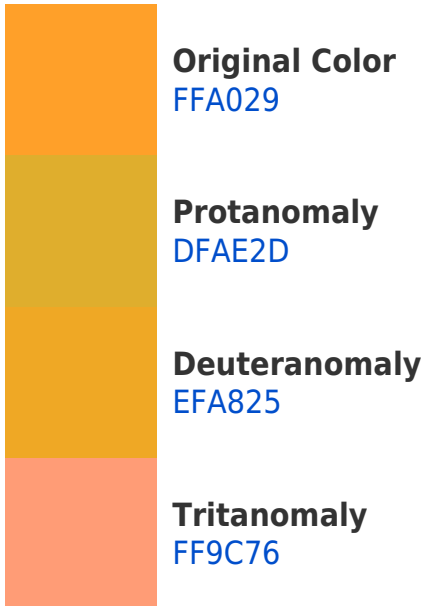 Original Color
FFA029
Protanomaly
DFAE2D
Deuteranomaly
EFA825
Tritanomaly
FF9C76